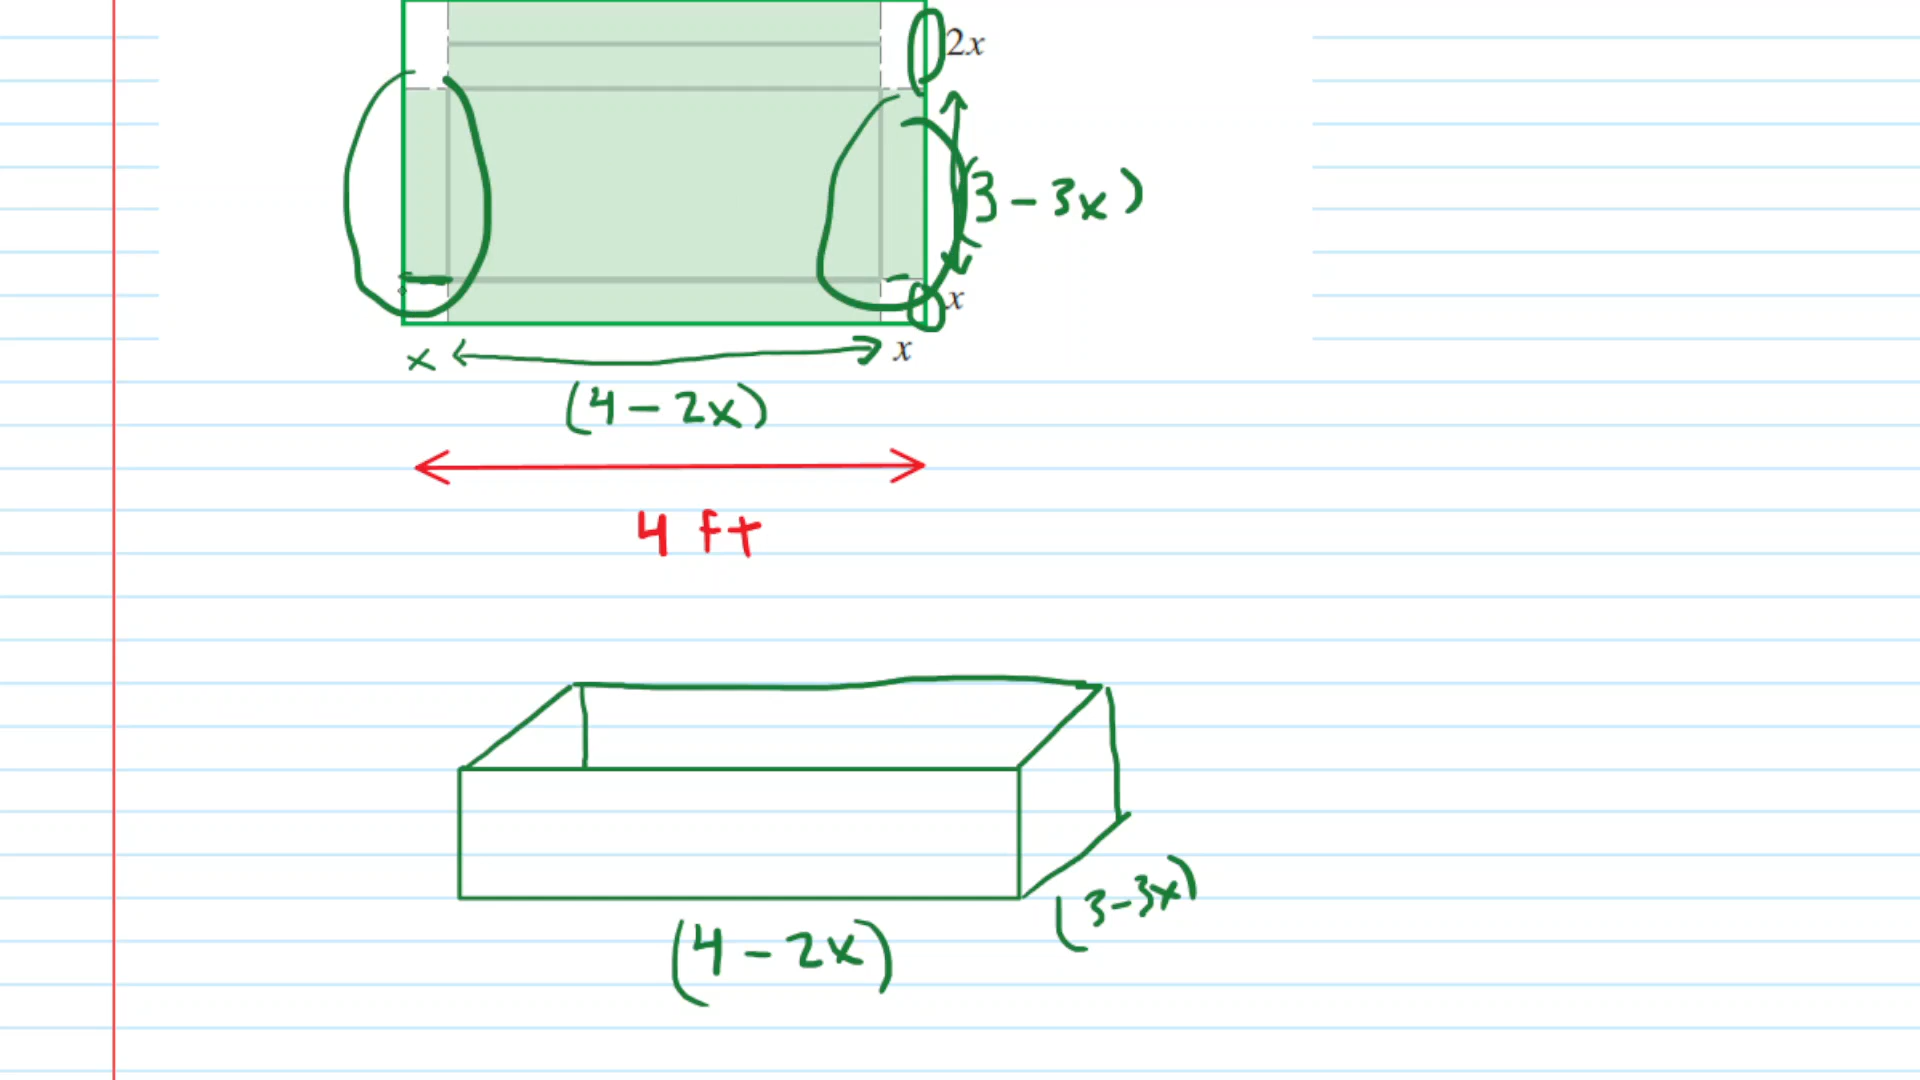 2x
(3-3x)
x
x
x
(4-2x)
4 ft
(3-3x)
(4-2x)